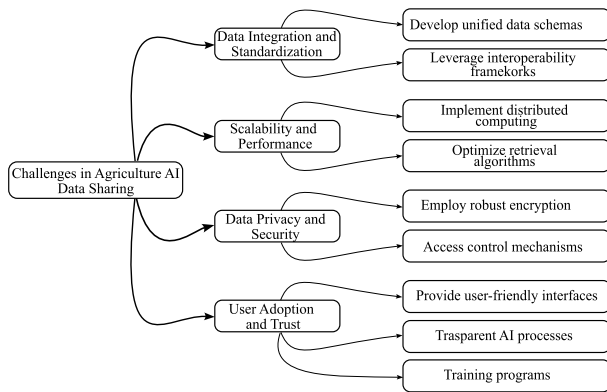 Challenges in Agriculture AI
Data Sharing
Data Integration and
Standardization
Develop unified data schemas
Leverage interoperability
framekorks
Scalability and
Performance
Implement distributed
computing
Optimize retrieval
algorithms
Data Privacy and
Security
Employ robust encryption
Access control mechanisms
User Adoption
and Trust
Provide user-friendly interfaces
Trasparent AI processes
Training programs